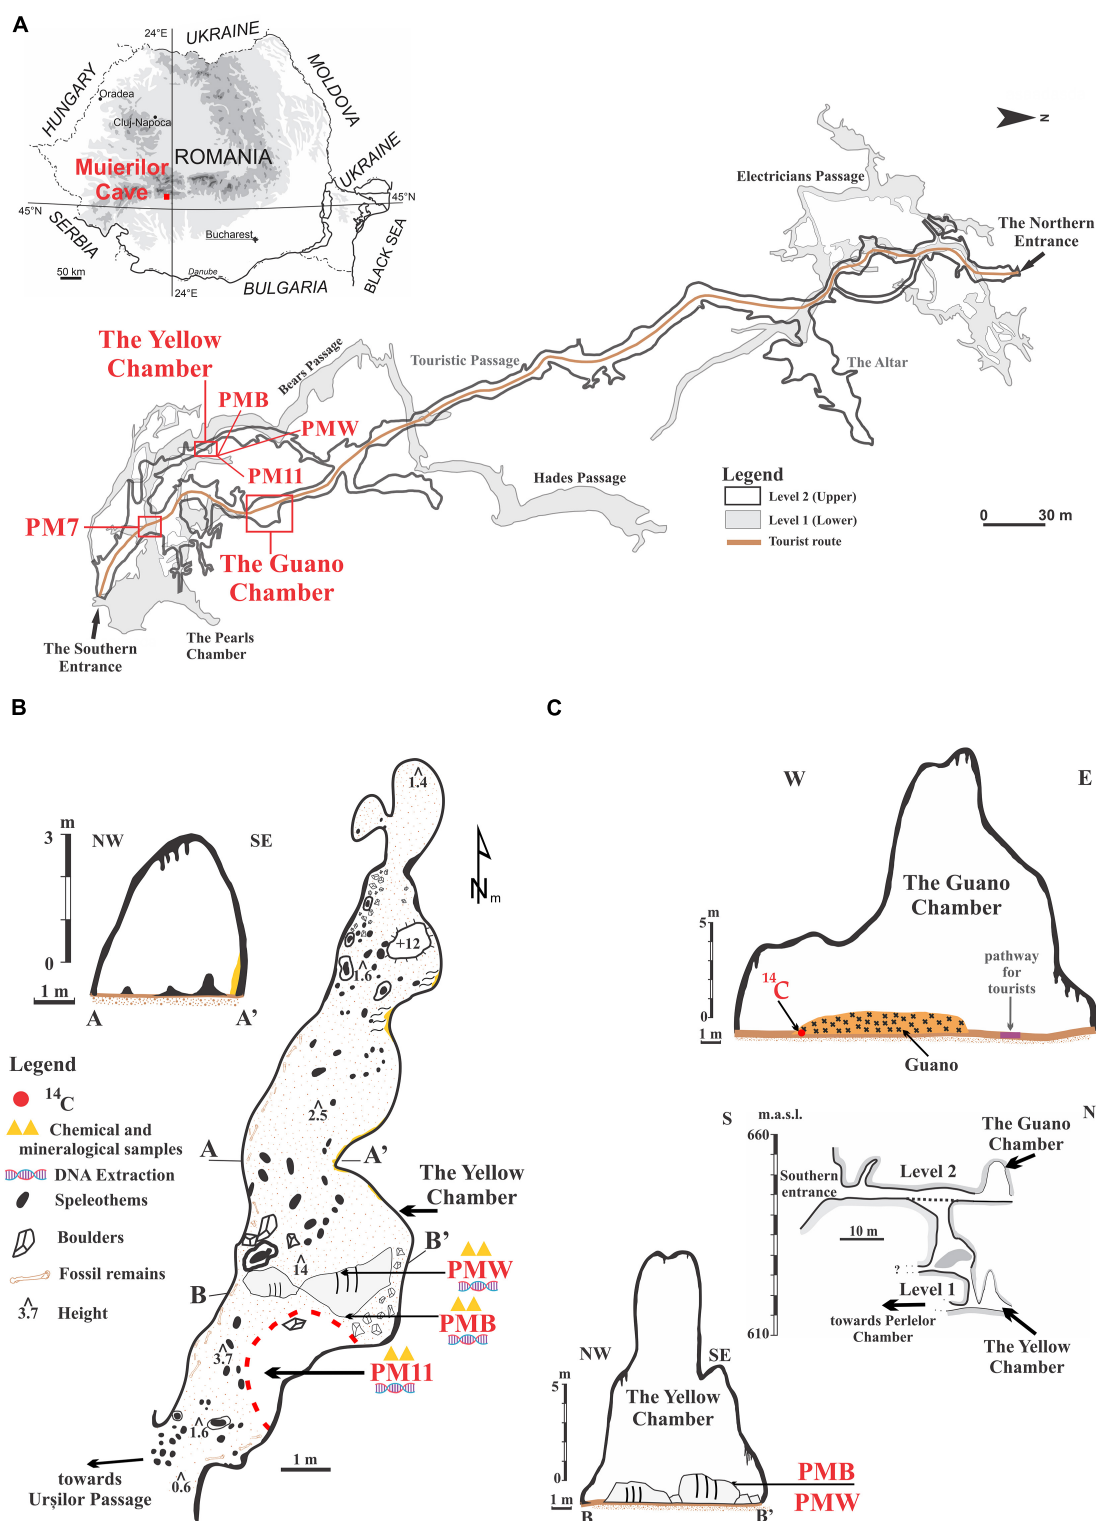 A
24°E
UKRAINE
HUNGARY
MOLDOVA
Oradea
Cluj-Napoca
ROMANIA
Muierilor
Cave
UKRAINE
45°N
45°N
SERBIA
Bucharest
BLACK SEA
50 km
Danube
24°E
BULGARIA
N
Electricians Passage
The Northern
Entrance
The Yellow
Chamber
Bears Passage
Touristic Passage
The Altar
PMB
PMW
PM11
PM7
Hades Passage
The Guano
Chamber
Legend
Level 2 (Upper)
Level 1 (Lower)
Tourist route
0 30 m
The Southern
Entrance
The Pearls
Chamber
B
m
3
NW
SE
0
1 m
A
A'
1.4
Nm
+12
1.6
Legend
14C
Chemical and
mineralogical samples
DNA Extraction
Speleothems
Boulders
Fossil remains
3.7
Height
2.5
A
A'
The Yellow
Chamber
B'
14
B
PMW
PMB
PM11
3.7
1.6
0.6
1 m
towards
Urșilor Passage
C
W
E
The Guano
Chamber
m
5
0
1 m
14C
pathway
for
tourists
Guano
S
m.a.s.l.
N
660
The Guano
Chamber
Southern
entrance
Level 2
10 m
?
Level 1
610
towards Perlelor
Chamber
The Yellow
Chamber
NW
SE
m
5
0
1 m
The Yellow
Chamber
PMB
PMW
B
B'